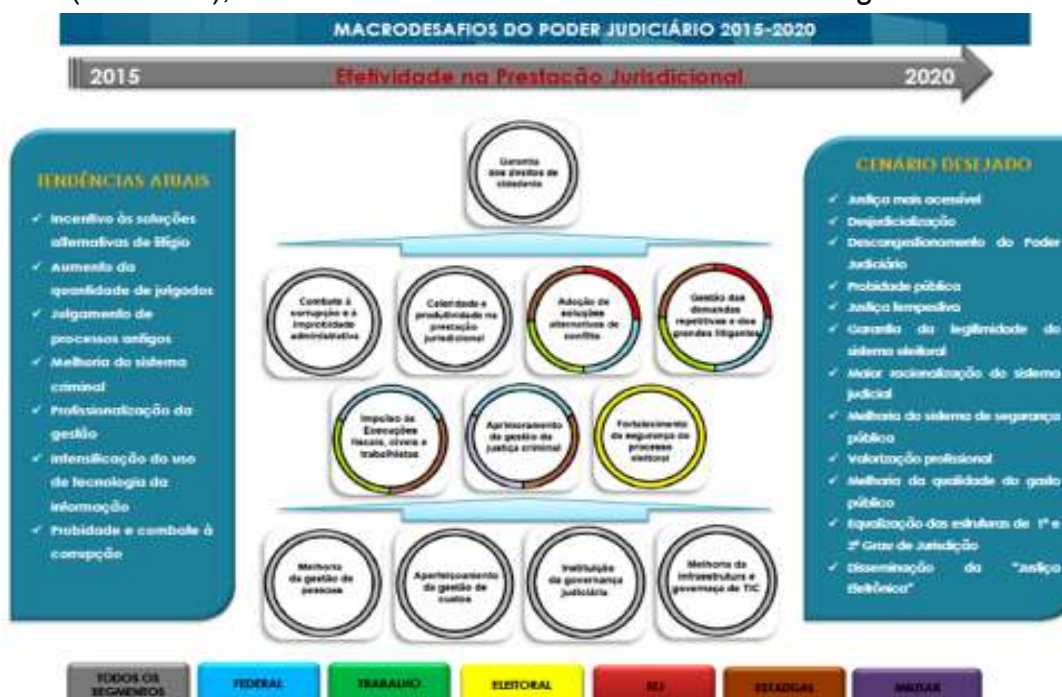 MACRODESAFIOS DO PODER JUDICIÁRIO 2015-2020
2015
Efetividade na Prestação Jurisdicional
2020
TENDÊNCIAS ATUAIS
✓ Incentivo às soluções
alternativas de litígio
✓ Aumento da
quantidade de julgados
✓ Julgamento de
processos antigos
✓ Melhoria do sistema
criminal
✓ Profissionalização da
gestão
✓ Intensificação do uso
de tecnologia da
informação
✓ Probidade e combate à
corrupção
Garantia
dos direitos de
cidadania
Combate à
corrupção e à
improbidade
administrativa
Celeridade e
produtividade na
prestação
jurisdicional
Adoção de
soluções
alternativas de
conflito
Gestão das
demandas
repetitivas e dos
grandes litigantes
Impulso às
Execuções
fiscais, cíveis e
trabalhistas
Aprimoramento
da gestão da
justiça criminal
Fortalecimento
da segurança do
processo
eleitoral
Melhoria
da gestão de
pessoas
Aperfeiçoamento
da gestão de
custos
Instituição
da governança
judiciária
Melhoria da
infraestrutura e
governaça de TIC
CENÁRIO DESEJADO
✓ Justiça mais acessível
✓ Desjudicialização
✓ Descongestionamento do Poder
Judiciário
✓ Probidade pública
✓ Justiça tempestiva
✓ Garantia da legitimidade do
sistema eleitoral
✓ Maior racionalização do sistema
judicial
✓ Melhoria do sistema de segurança
pública
✓ Valorização profissional
✓ Melhoria da qualidade do gasto
público
✓ Equalização das estruturas de 1º e
2º Grau de Jurisdição
✓ Disseminação da "Justiça
Eletrônica"
TODOS OS
SEGMENTOS
FEDERAL
TRABALHO
ELEITORAL
STJ
ESTADUAL
MILITAR